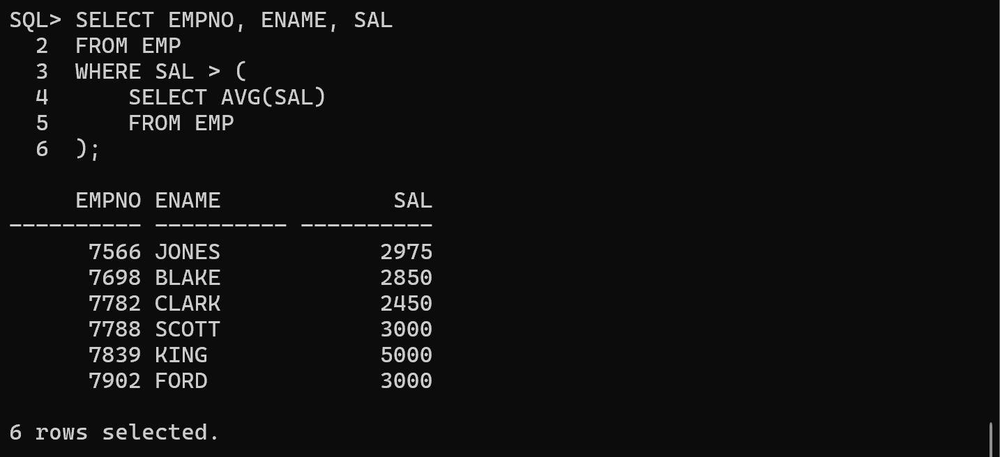 SQL> SELECT EMPNO, ENAME, SAL
  2  FROM EMP
  3  WHERE SAL > (
  4      SELECT AVG(SAL)
  5      FROM EMP
  6  );

     EMPNO ENAME             SAL
---------- ---------- ----------
      7566 JONES            2975
      7698 BLAKE            2850
      7782 CLARK            2450
      7788 SCOTT            3000
      7839 KING             5000
      7902 FORD             3000

6 rows selected.